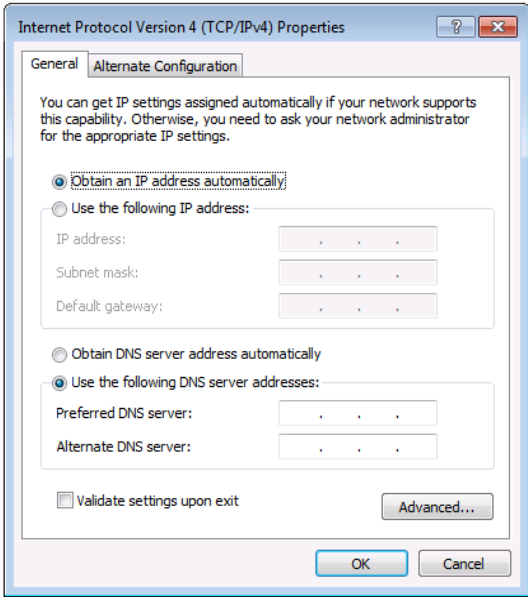 Internet Protocol Version 4 (TCP/IPv4) Properties
General
Alternate Configuration
You can get IP settings assigned automatically if your network supports
this capability. Otherwise, you need to ask your network administrator
for the appropriate IP settings.
Obtain an IP address automatically
Use the following IP address:
IP address:
Subnet mask:
Default gateway:
Obtain DNS server address automatically
Use the following DNS server addresses:
Preferred DNS server:
Alternate DNS server:
Validate settings upon exit
Advanced...
OK
Cancel